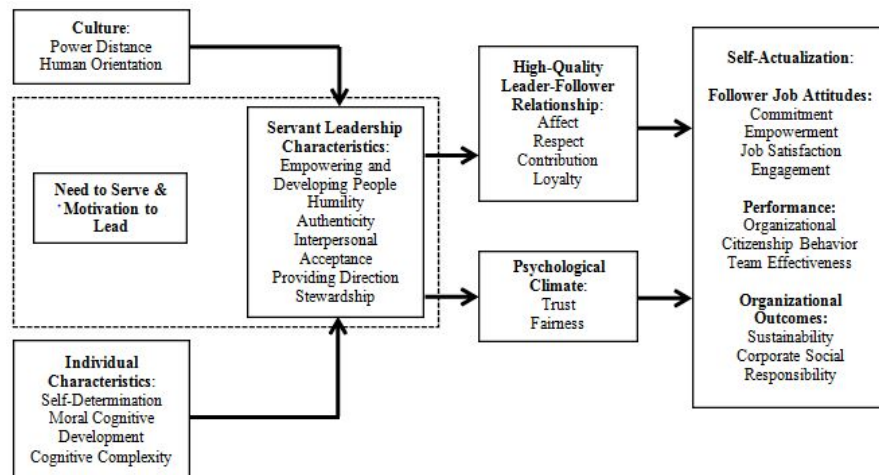 Culture:
Power Distance
Human Orientation
Need to Serve &
Motivation to
Lead
Individual
Characteristics:
Self-Determination
Moral Cognitive
Development
Cognitive Complexity
Servant Leadership
Characteristics:
Empowering and
Developing People
Humility
Authenticity
Interpersonal
Acceptance
Providing Direction
Stewardship
High-Quality
Leader-Follower
Relationship:
Affect
Respect
Contribution
Loyalty
Psychological
Climate:
Trust
Fairness
Self-Actualization:
Follower Job Attitudes:
Commitment
Empowerment
Job Satisfaction
Engagement
Performance:
Organizational
Citizenship Behavior
Team Effectiveness
Organizational
Outcomes:
Sustainability
Corporate Social
Responsibility